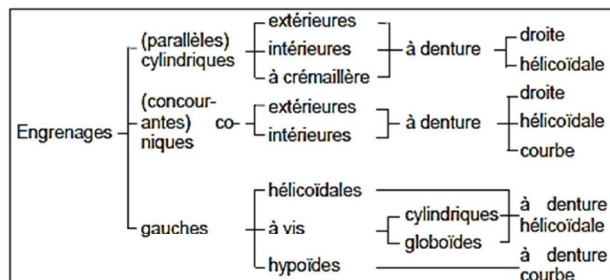 extérieures
(parallèles) intérieures à denture droite
cylindriques
à crémaillère hélicoïdale
(concour- extérieures droite
antes) co- à denture hélicoïdale
niques intérieures
courbe
Engrenages
hélicoïdales à denture
cylindriques hélicoïdale
gauches à vis
globoïdes
à denture
hypoïdes courbe